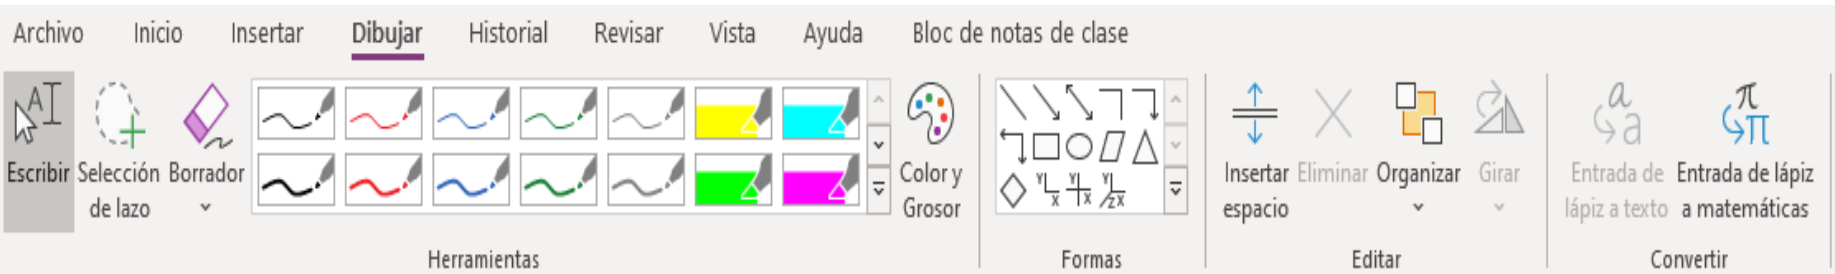 Archivo Inicio Insertar Dibujar Historial Revisar Vista Ayuda Bloc de notas de clase
Escribir
Selección
de lazo
Borrador
Color y
Grosor
Herramientas
Y X Y X Y ZX
Formas
Insertar
espacio
Eliminar
Organizar
Girar
Editar
a a
Entrada de
lápiz a texto
π π
Entrada de lápiz
a matemáticas
Convertir